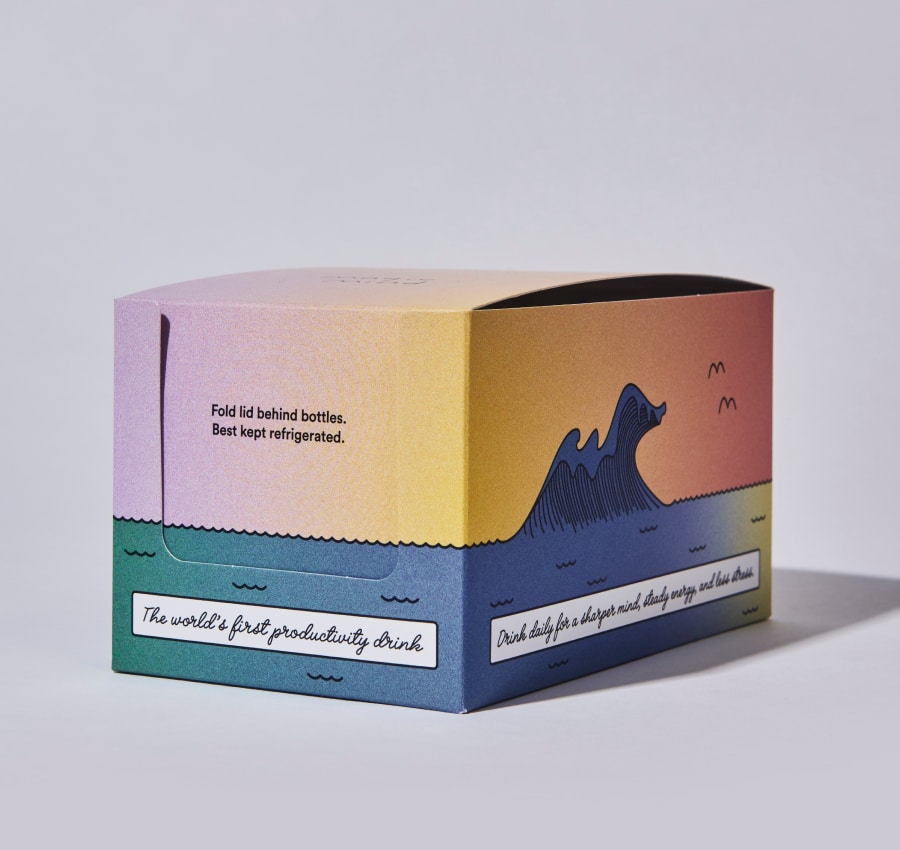 Fold lid behind bottles.
Best kept refrigerated.
The world's first productivity drink
Drink daily for a sharper mind, steady energy, and less stress.